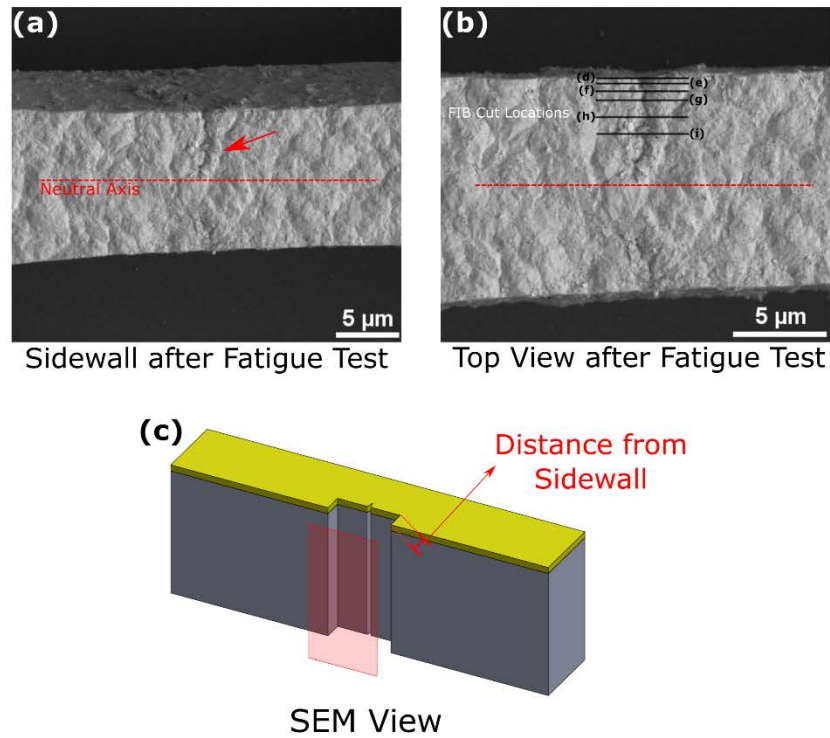 (a)
Neutral Axis
5 µm
Sidewall after Fatigue Test
(b)
(d)
(e)
(f)
(g)
FIB Cut Locations
(h)
(i)
5 µm
Top View after Fatigue Test
(c)
Distance from
Sidewall
SEM View